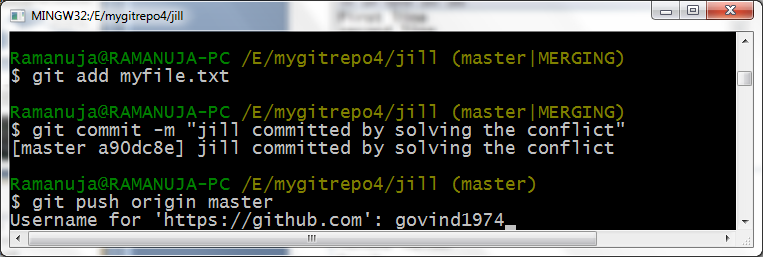 MINGW32:/E/mygitrepo4/jill
Ramanuja@RAMANUJA-PC /E/mygitrepo4/jill (master|MERGING)
$ git add myfile.txt
Ramanuja@RAMANUJA-PC /E/mygitrepo4/jill (master|MERGING)
$ git commit -m "jill committed by solving the conflict"
[master a90dc8e] jill committed by solving the conflict
Ramanuja@RAMANUJA-PC /E/mygitrepo4/jill (master)
$ git push origin master
Username for 'https://github.com': govind1974_